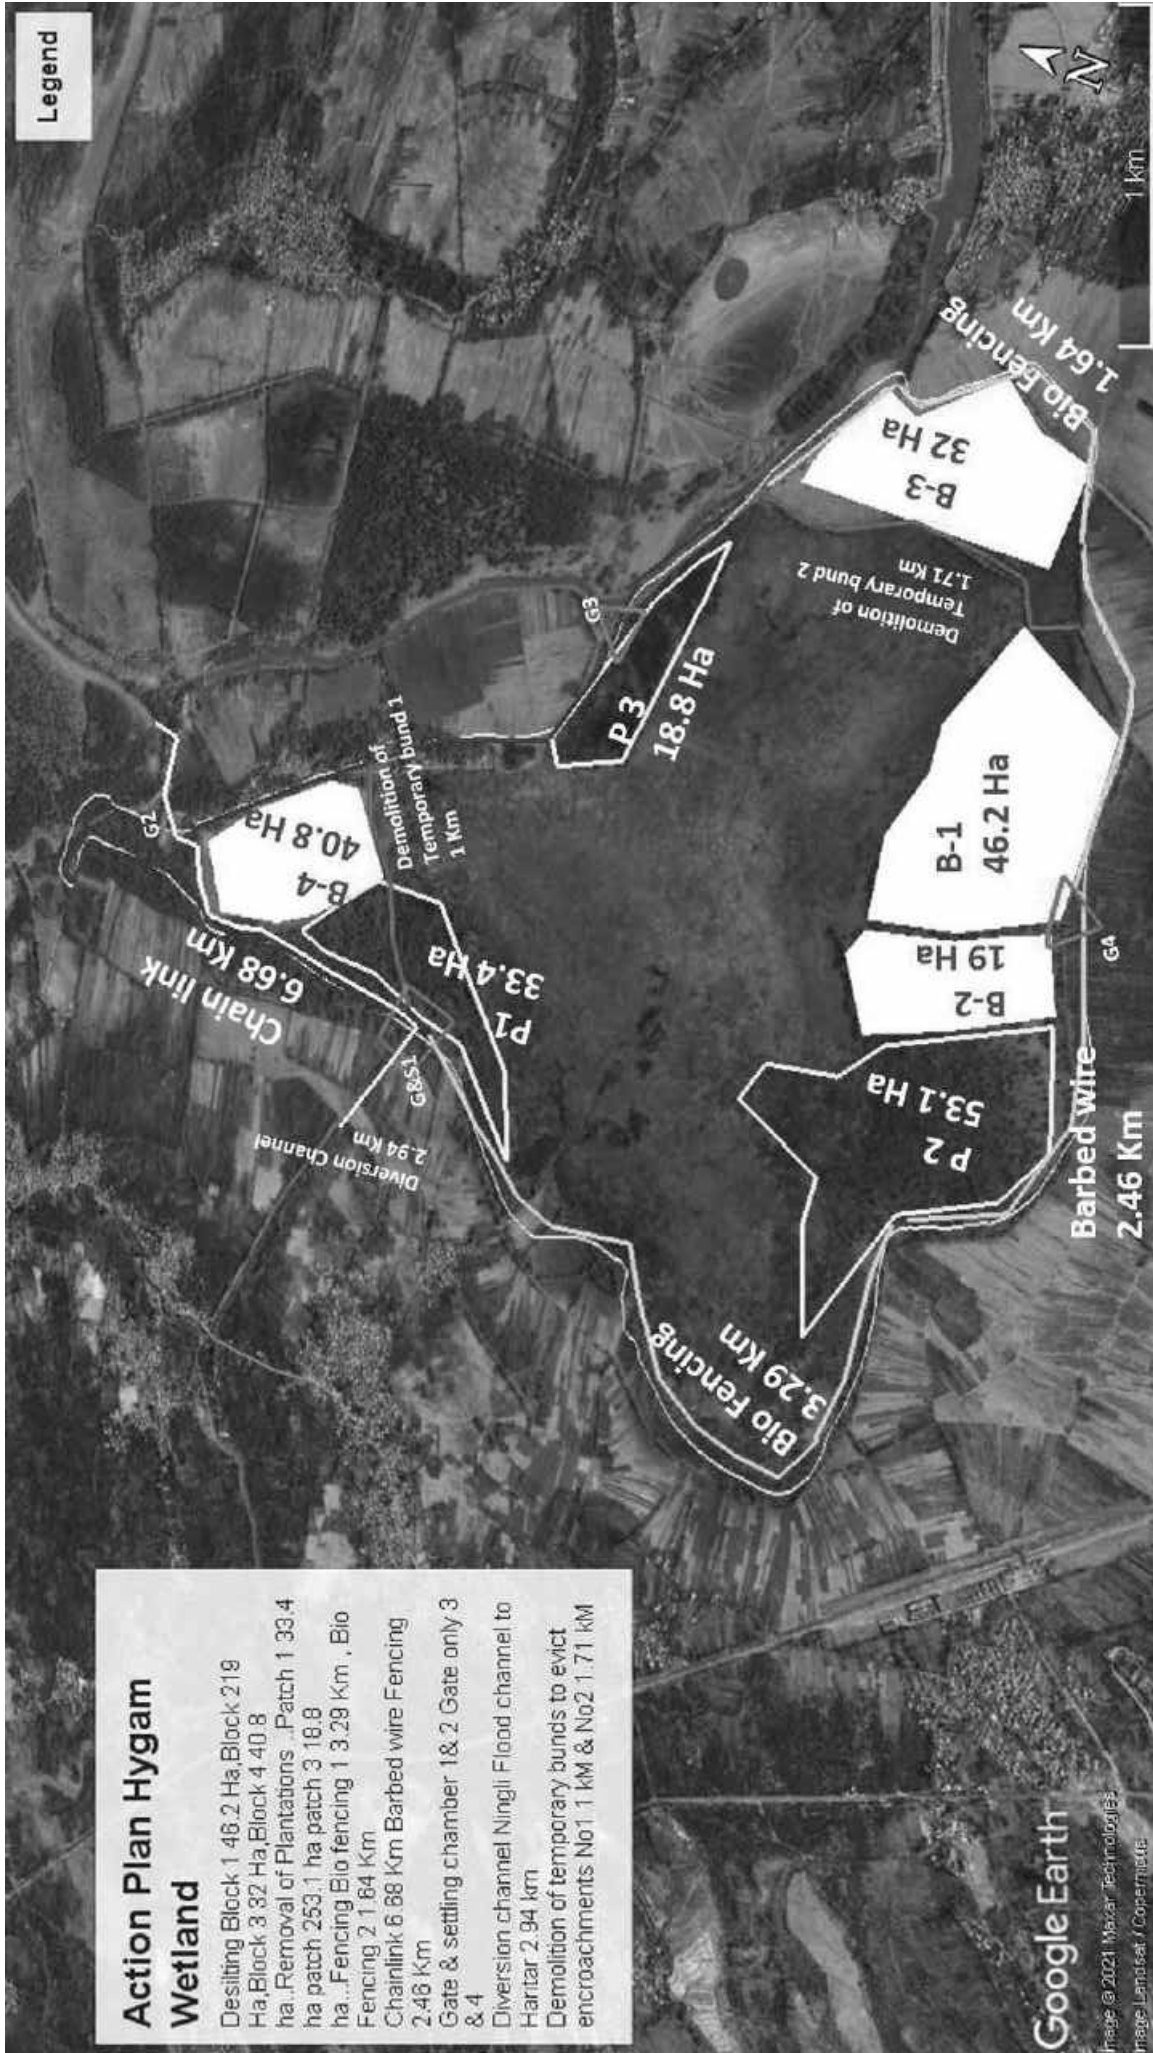 Legend
Action Plan Hygam
Wetland
Desilting Block 1 46.2 Ha,Block 219
Ha,Block 3 32 Ha,Block 4 40.8
ha..Removal of Plantations ..Patch 1 33.4
ha patch 253.1 ha patch 3 18.8
ha...Fencing Bio fencing 1 3.29 Km , Bio
Fencing 2 1.64 Km
Chainlink 6.68 Km Barbed wire Fencing
2.46 Km
Gate & settling chamber 1& 2 Gate only 3
& 4
Diversion channel Ningli Flood channel to
Haritar 2.94 km
Demolition of temporary bunds to evict
encroachments No1 1 kM & No2 1.71 kM
Chain link
6.68 Km
G2
B-4
40.8 Ha
Demolition of
Temporary bund 1
1 Km
Diversion Channel
2.94 Km
G&S1
P1
33.4 Ha
G3
P 3
18.8 Ha
Bio Fencing
3.29 Km
P 2
53.1 Ha
B-2
19 Ha
B-1
46.2 Ha
Demolition of
Temporary bund 2
1.71 Km
B-3
32 Ha
Bio Fencing
1.64 Km
G4
Barbed wire
2.46 Km
Google Earth
Image © 2021 Maxar Technologies
Image Landsat / Copernicus
1 km
N